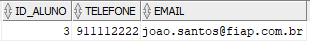 ID_ALUNO TELEFONE EMAIL
3 911112222 joao.santos@fiap.com.br